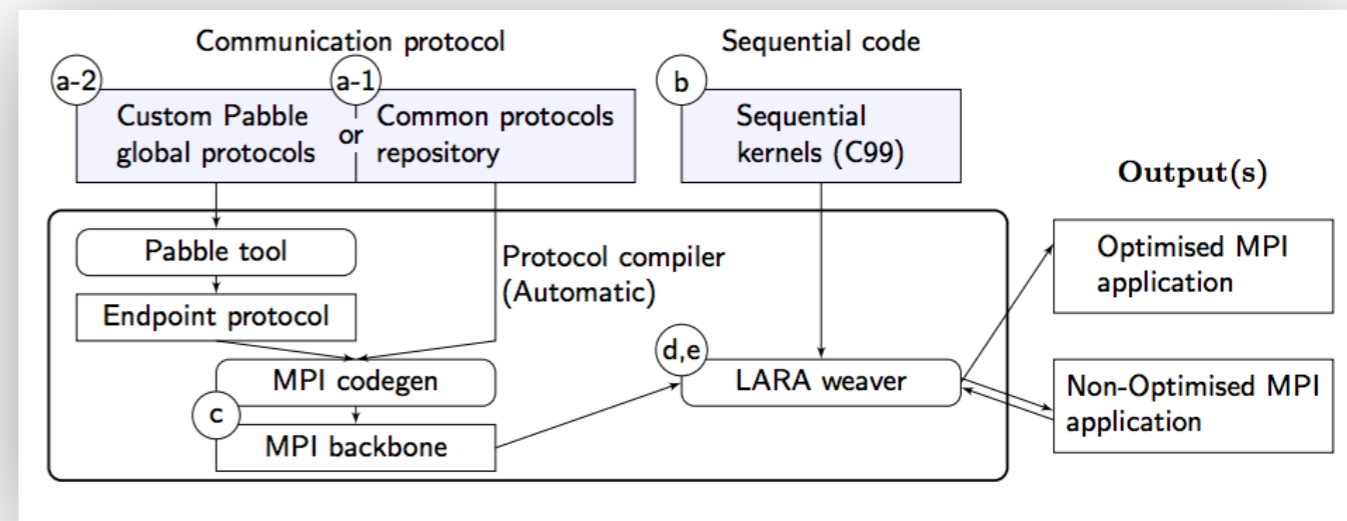 Communication protocol
Sequential code
a-2
a-1
b
Custom Pabble
global protocols
or
Common protocols
repository
Sequential
kernels (C99)
Output(s)
Pabble tool
Endpoint protocol
Protocol compiler
(Automatic)
Optimised MPI
application
d,e
MPI codegen
LARA weaver
Non-Optimised MPI
application
c
MPI backbone